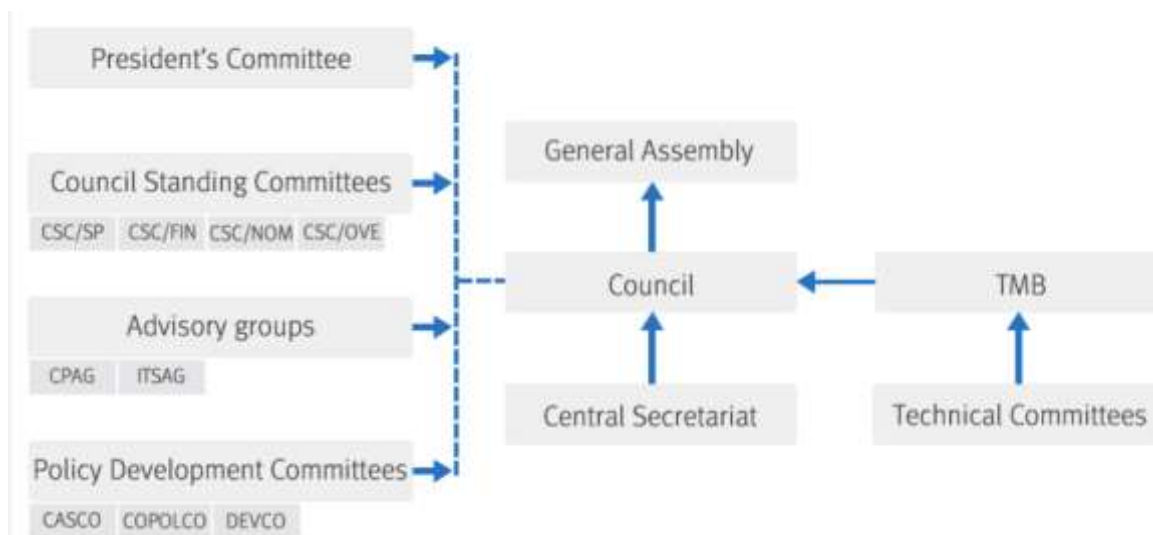 President's Committee
Council Standing Committees
CSC/SP CSC/FIN CSC/NOM CSC/OVE
Advisory groups
CPAG ITSAG
Policy Development Committees
CASCO COPOLCO DEVCO
General Assembly
Council
Central Secretariat
TMB
Technical Committees